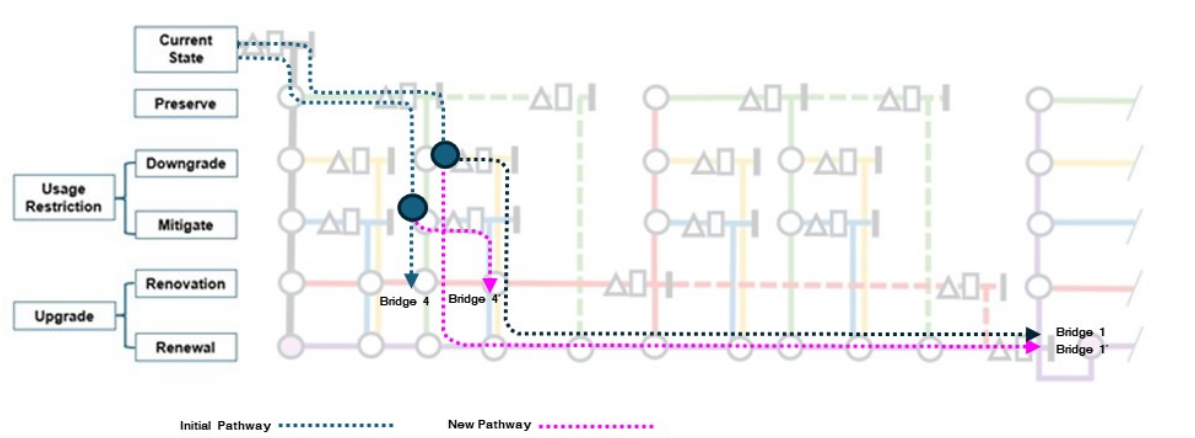 Current
State
Preserve
Downgrade
Usage
Restriction
Mitigate
Renovation
Upgrade
Renewal
Bridge 4
Bridge 4'
Bridge 1
Bridge 1'
Initial Pathway
New Pathway